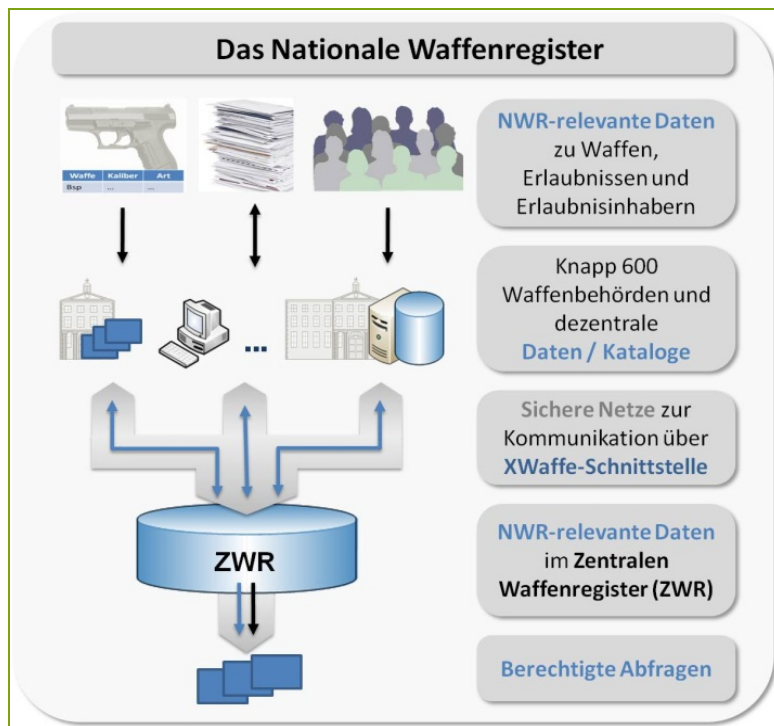 Das Nationale Waffenregister
Waffe Kaliber Art
Bsp ... ...
NWR-relevante Daten
zu Waffen,
Erlaubnissen und
Erlaubnisinhabern
Knapp 600
Waffenbehörden und
dezentrale
Daten / Kataloge
...
Sichere Netze zur
Kommunikation über
XWaffe-Schnittstelle
ZWR
NWR-relevante Daten
im Zentralen
Waffenregister (ZWR)
Berechtigte Abfragen